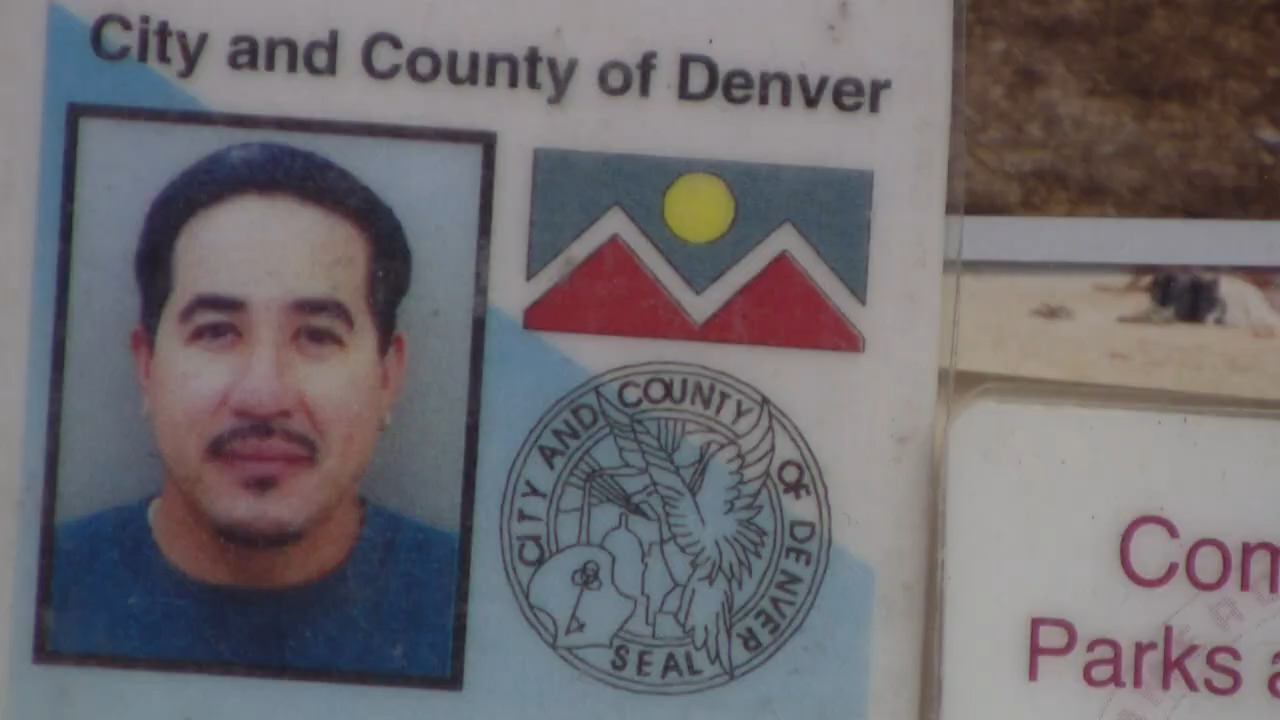 City and County of Denver
CITY AND COUNTY OF DENVER
SEAL
Com
Parks a